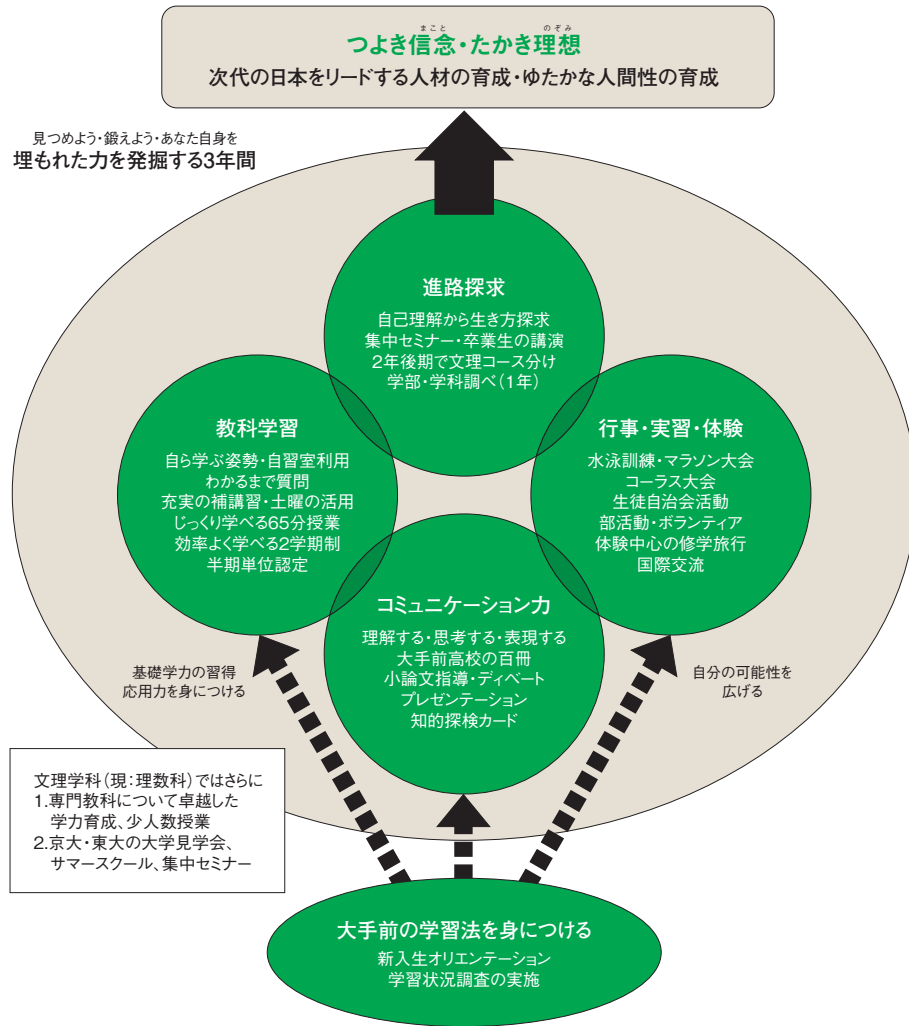 まこと のぞみ
つよき信念・たかき理想
次代の日本をリードする人材の育成・ゆたかな人間性の育成
見つめよう・鍛えよう・あなた自身を
埋もれた力を発掘する3年間
進路探求
自己理解から生き方探求
集中セミナー・卒業生の講演
2年後期で文理コース分け
学部・学科調べ(1年)
教科学習
自ら学ぶ姿勢・自習室利用
わかるまで質問
充実の補講習・土曜の活用
じっくり学べる65分授業
効率よく学べる2学期制
半期単位認定
行事・実習・体験
水泳訓練・マラソン大会
コーラス大会
生徒自治会活動
部活動・ボランティア
体験中心の修学旅行
国際交流
コミュニケーション力
理解する・思考する・表現する
大手前高校の百冊
小論文指導・ディベート
プレゼンテーション
知的探検カード
基礎学力の習得
応用力を身につける
自分の可能性を
広げる
文理学科(現:理数科)ではさらに
1.専門教科について卓越した
学力育成、少人数授業
2.京大・東大の大学見学会、
サマースクール、集中セミナー
大手前の学習法を身につける
新入生オリエンテーション
学習状況調査の実施